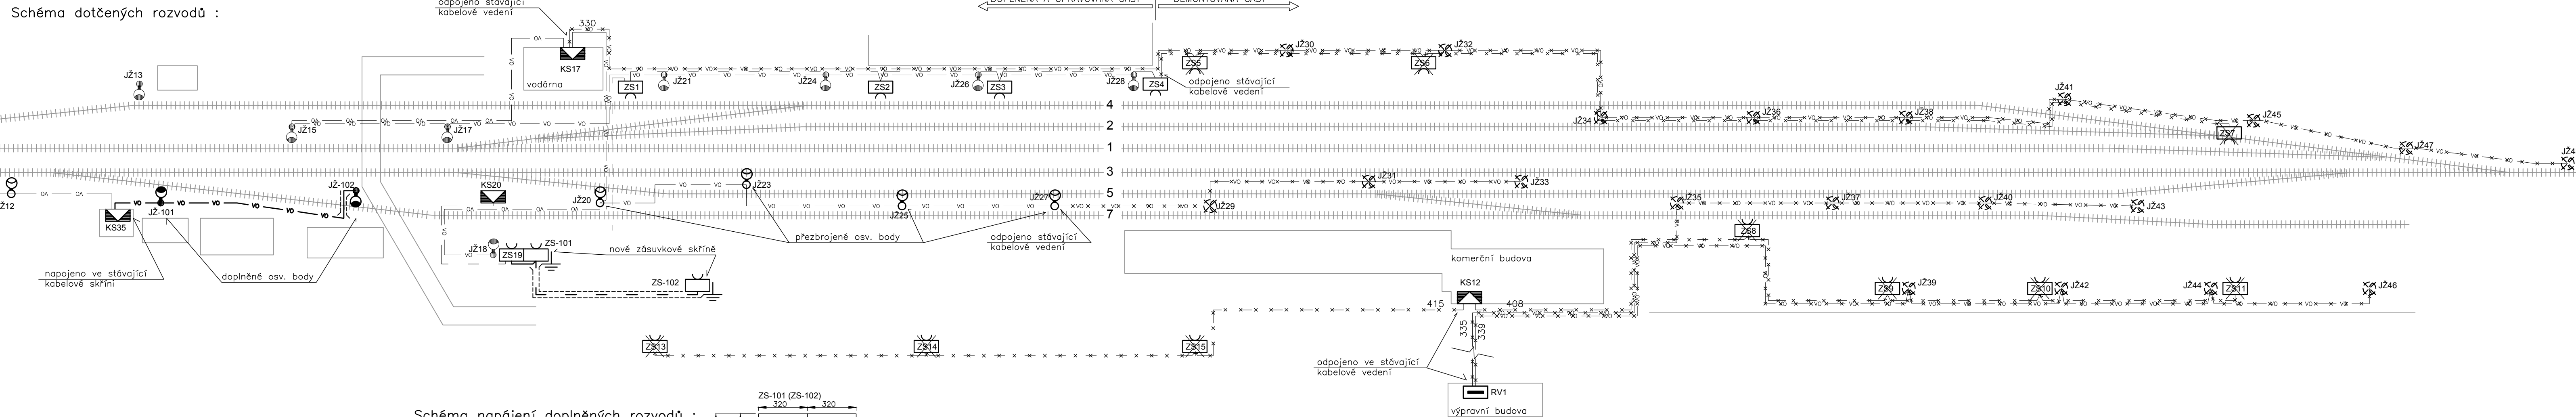 Schéma dotčených rozvodů :
odpojeno stávající
kabelové vedení
330
KS17
vodárna
DOPLNĚNÁ A UPRAVOVANÁ ČÁST
DEMONTOVANÁ ČÁST
JŽ13
JŽ15
JŽ17
ZS1
JŽ21
JŽ24
ZS2
JŽ26
ZS3
JŽ28
ZS4
odpojeno stávající
kabelové vedení
ZS5
JŽ30
ZS6
JŽ32
JŽ34
JŽ36
JŽ38
JŽ41
ZS7
JŽ45
JŽ47
4
2
1
3
5
7
JŽ12
KS35
JŽ-101
JŽ-102
KS20
JŽ20
JŽ23
JŽ25
JŽ27
JŽ29
JŽ31
JŽ33
JŽ35
JŽ37
JŽ40
JŽ43
napojeno ve stávající
kabelové skříni
doplněné osv. body
JŽ18
ZS19
ZS-101
nové zásuvkové skříně
ZS-102
přezbrojené osv. body
odpojeno stávající
kabelové vedení
komerční budova
KS12
415
408
335
339
ZS8
ZS9
JŽ39
ZS10
JŽ42
JŽ44
ZS11
JŽ46
ZS13
ZS14
ZS15
odpojeno ve stávající
kabelové vedení
RV1
výpravní budova
Schéma napájení doplněných rozvodů :
ZS-101 (ZS-102)
320
320
VO